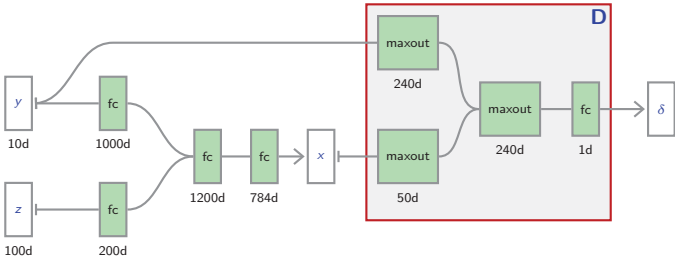 D
maxout
240d
y
10d
fc
1000d
maxout
240d
fc
1d
δ
fc
1200d
fc
784d
x
maxout
50d
z
100d
fc
200d